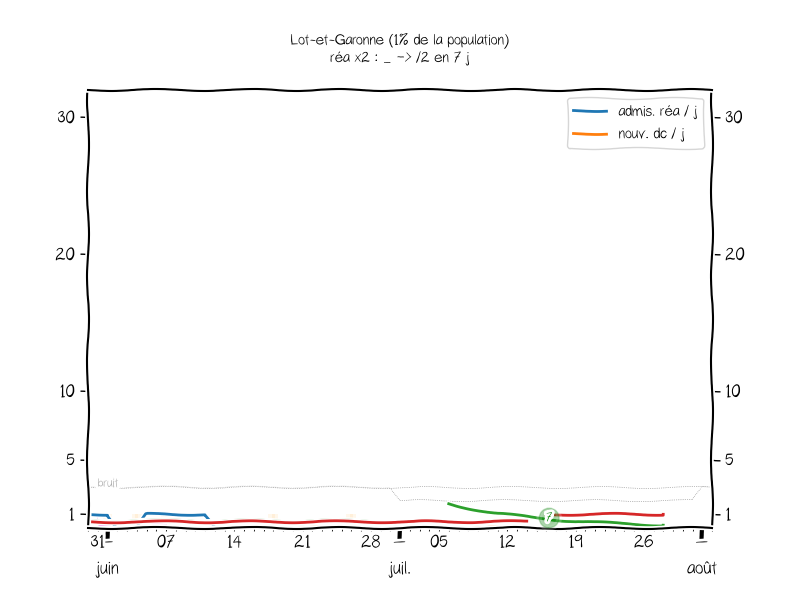 Lot-et-Garonne (1% de la population)
réa x2 : _ -> /2 en 7 j
admis. réa / j
nouv. dc / j
30 30
20 20
10 10
5 5
bruit
1 1
7
31 07 14 21 28 05 12 19 26
juin juil. août